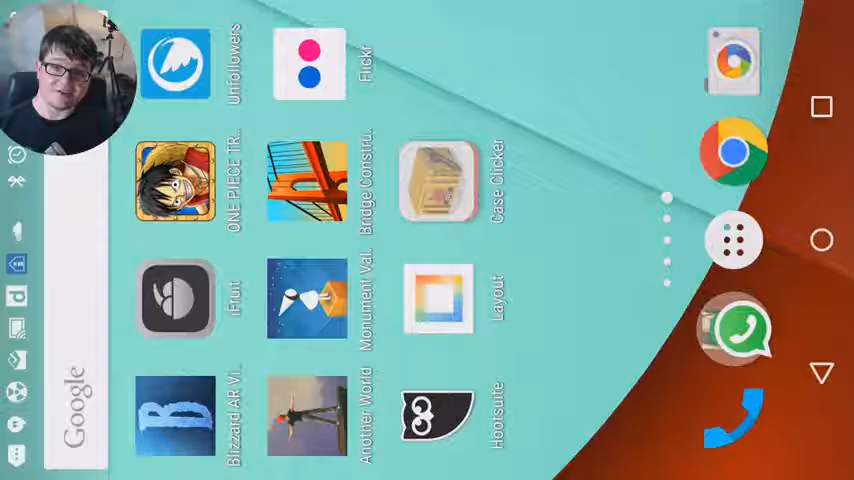 Google
Blizzard AR Vi..
iFruit
ONE PIECE TR..
Unfollowers
Another World
Monument Val..
Bridge Constru..
Flickr
Hootsuite
Layout
Case Clicker